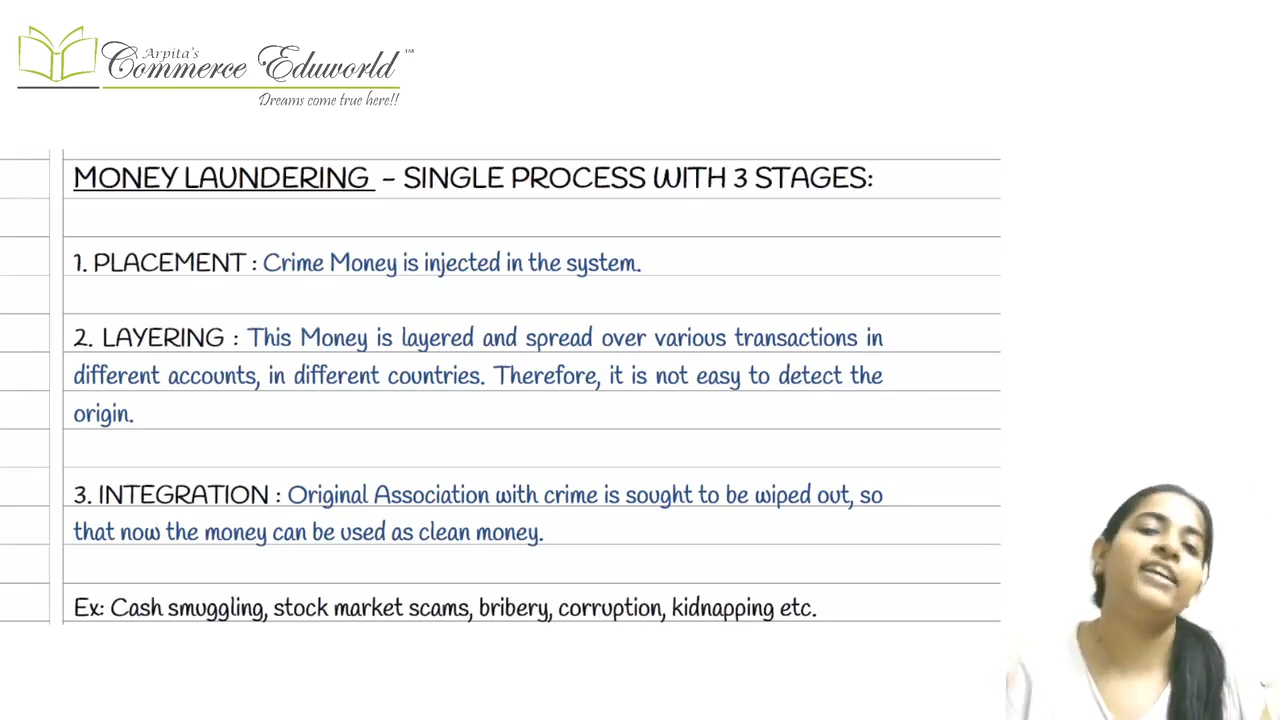 Arpita's
Commerce Eduworld™
Dreams come true here!!
MONEY LAUNDERING – SINGLE PROCESS WITH 3 STAGES:
1. PLACEMENT : Crime Money is injected in the system.
2. LAYERING : This Money is layered and spread over various transactions in
different accounts, in different countries. Therefore, it is not easy to detect the
origin.
3. INTEGRATION : Original Association with crime is sought to be wiped out, so
that now the money can be used as clean money.
Ex: Cash smuggling, stock market scams, bribery, corruption, kidnapping etc.